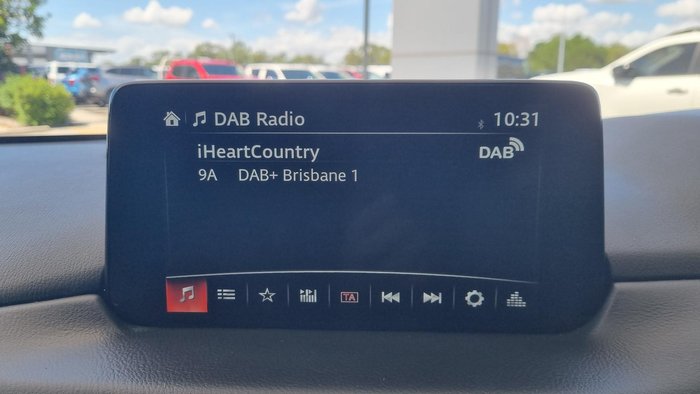 DAB Radio 10:31
iHeartCountry DAB
9A DAB+ Brisbane 1
TA